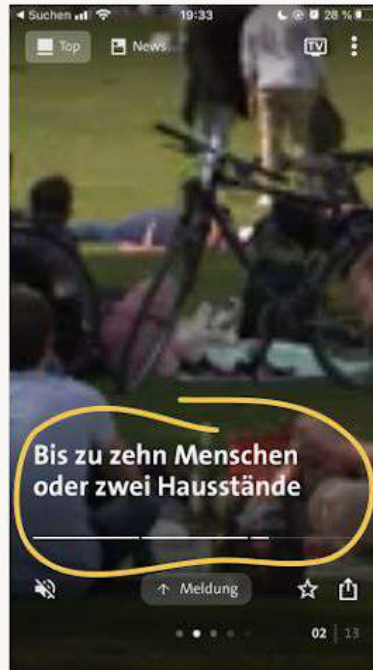 ◀ Suchen 19:33 28 %
Top News TV
Bis zu zehn Menschen
oder zwei Hausstände
↑ Meldung
02 | 13